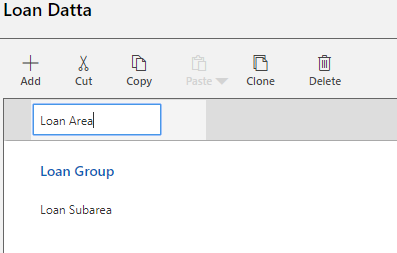 Loan Datta
Add Cut Copy Paste Clone Delete
Loan Area
Loan Group
Loan Subarea